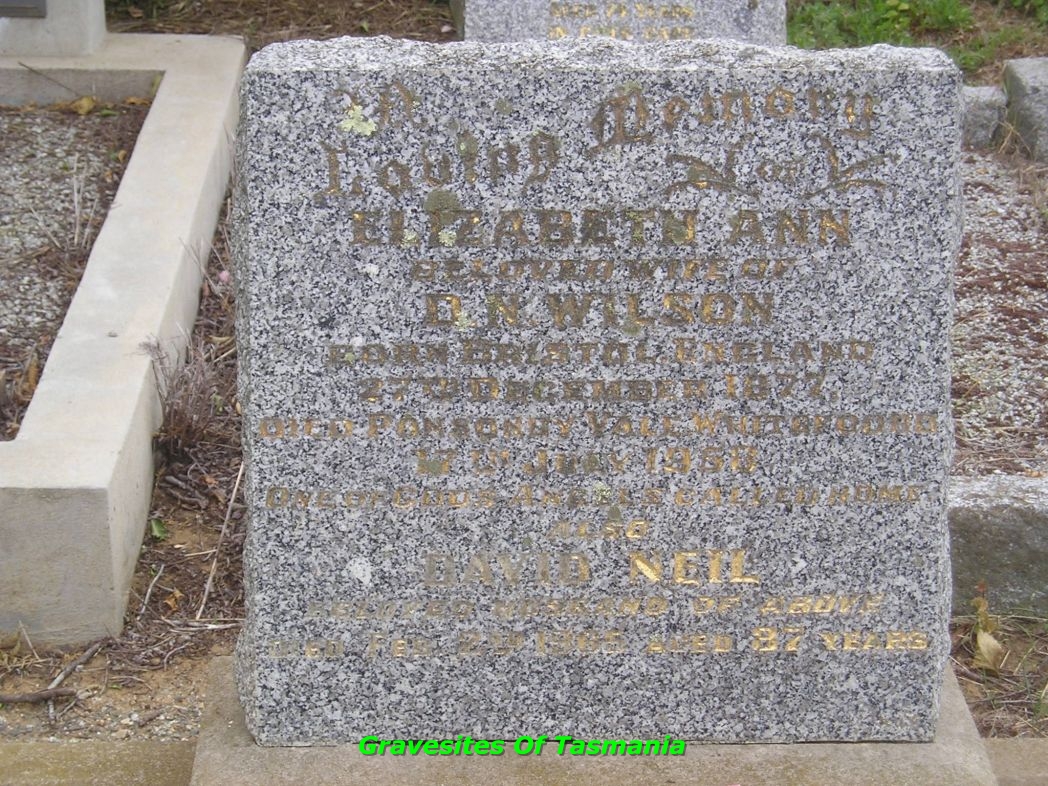 In Loving Memory
of
ELIZABETH ANN
BELOVED WIFE OF
D. N. WILSON
BORN BRISTOL, ENGLAND
27TH DECEMBER 1877.
DIED PONSONBY VALE, WHITEFOORD
17TH JULY 1958
ONE OF GODS ANGELS CALLED HOME
ALSO
DAVID NEIL
BELOVED HUSBAND OF ABOVE
DIED FEB. 1965 AGED 87 YEARS
Gravesites Of Tasmania